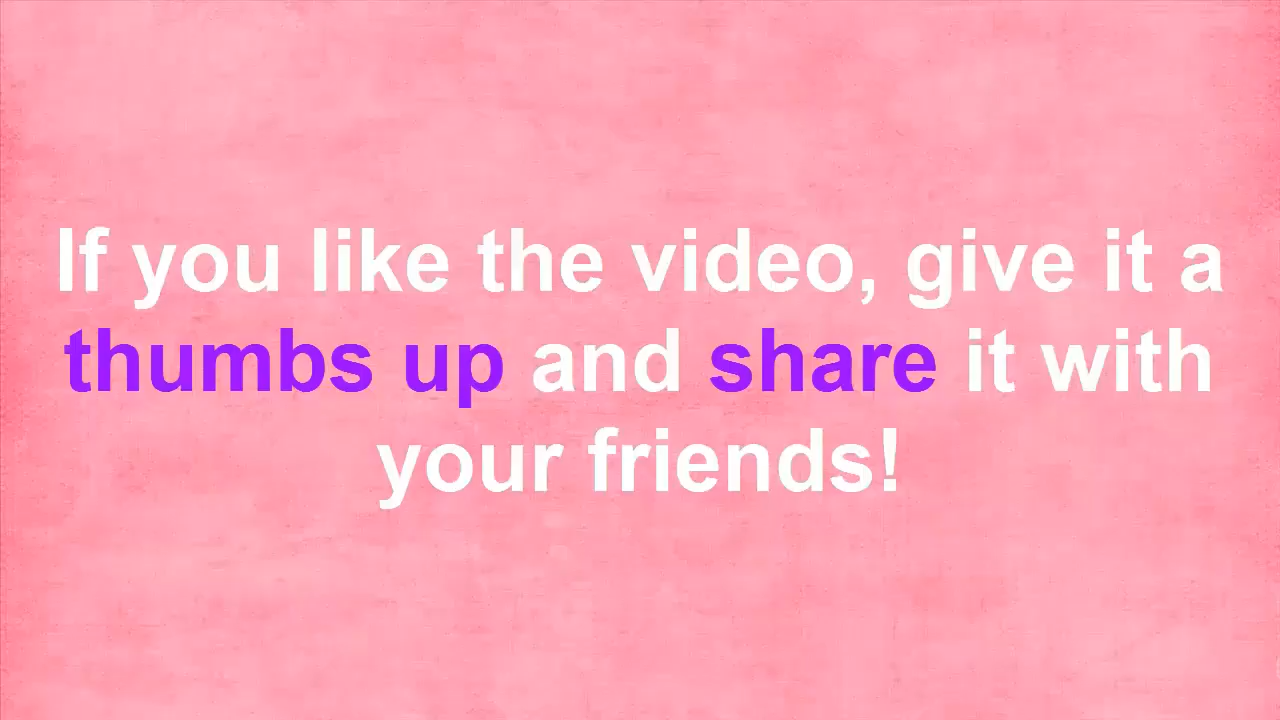 If you like the video, give it a
thumbs up and share it with
your friends!